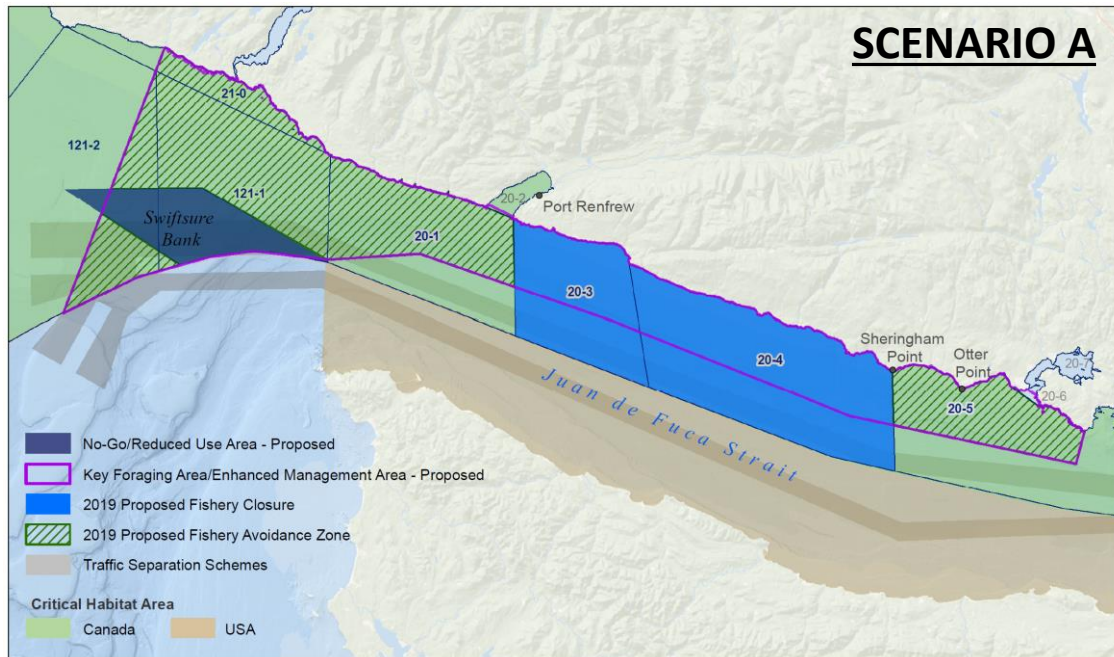 SCENARIO A
21-0
121-2
121-1
Swiftsure
Bank
20-2
Port Renfrew
20-1
20-3
20-4
Sheringham
Point
Otter
Point
20-7
20-6
20-5
Juan de Fuca Strait
No-Go/Reduced Use Area - Proposed
Key Foraging Area/Enhanced Management Area - Proposed
2019 Proposed Fishery Closure
2019 Proposed Fishery Avoidance Zone
Traffic Separation Schemes
Critical Habitat Area
Canada USA